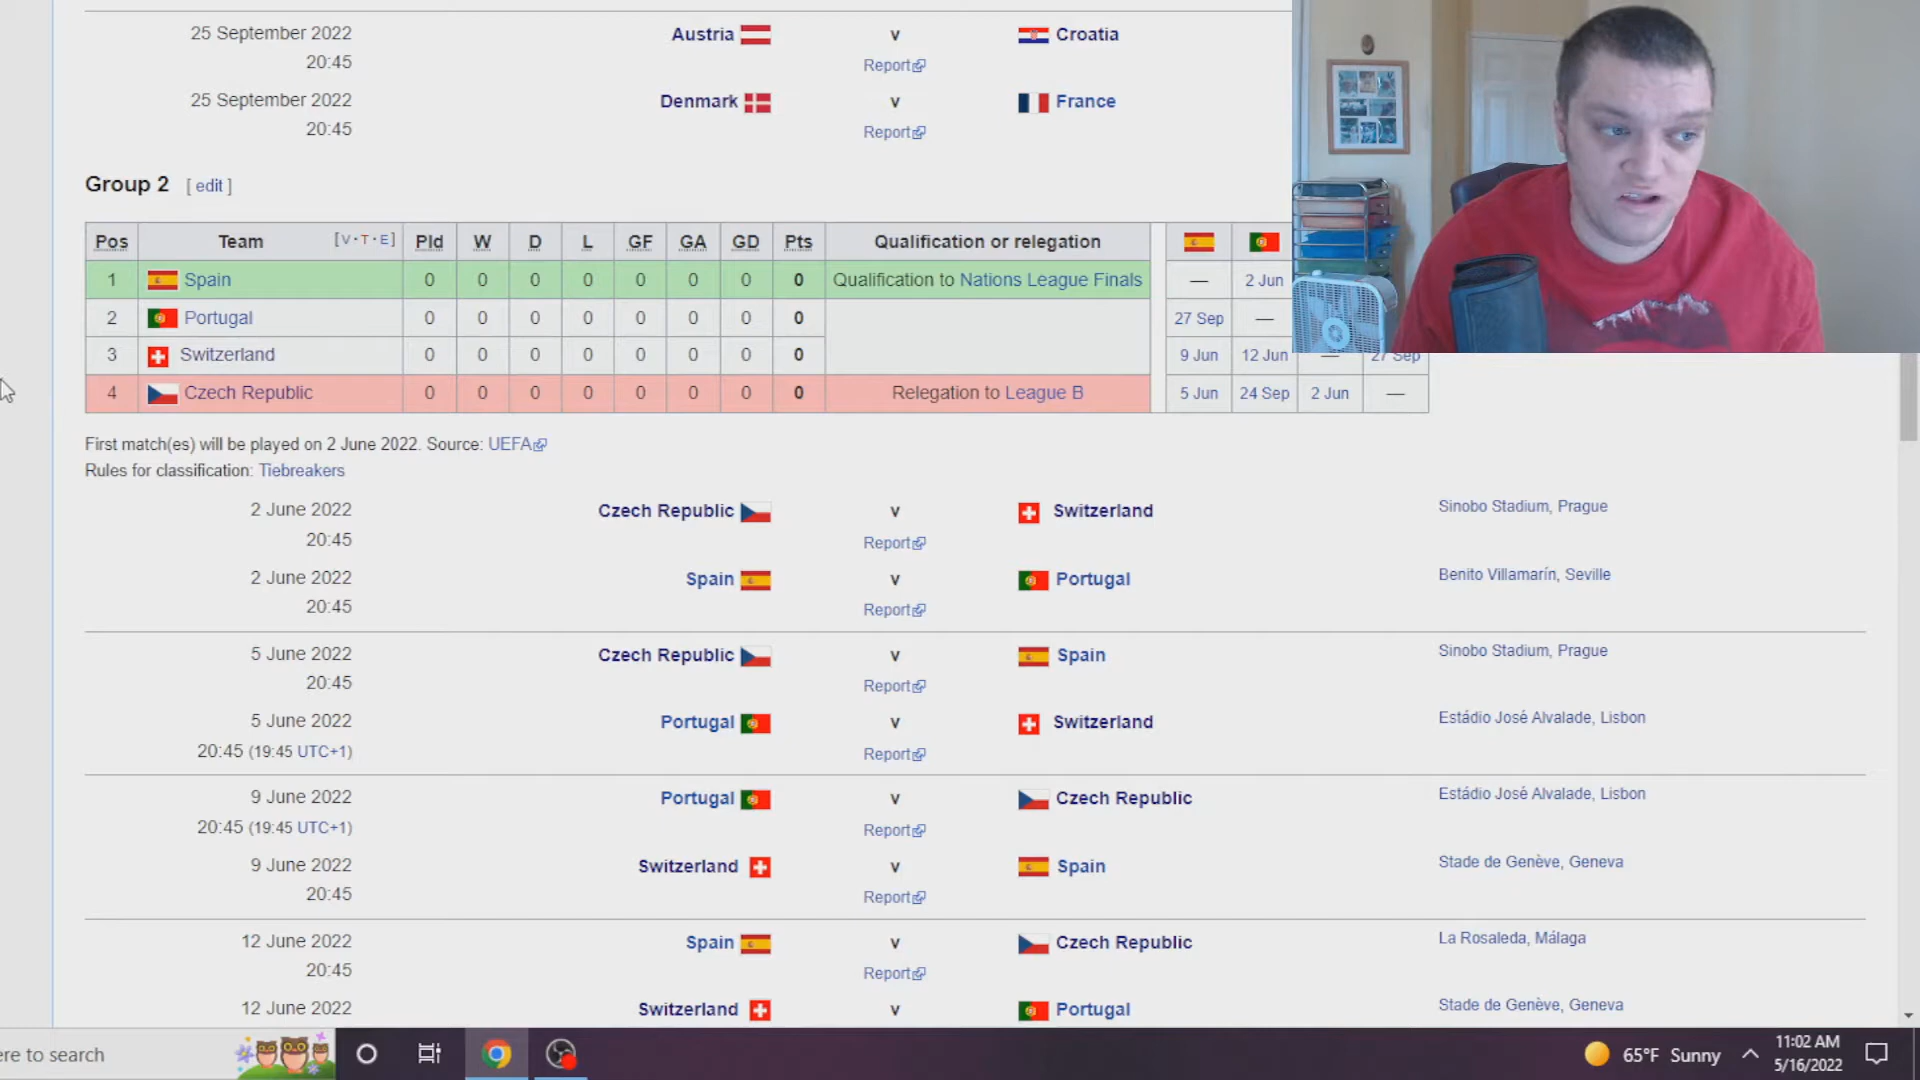 25 September 2022 Austria v Croatia
20:45 Report
25 September 2022 Denmark v France
20:45 Report
Group 2 [ edit ]
Pos Team [V·T·E] Pld W D L GF GA GD Pts Qualification or relegation
1 Spain 0 0 0 0 0 0 0 0 Qualification to Nations League Finals — 2 Jun
2 Portugal 0 0 0 0 0 0 0 0 27 Sep —
3 Switzerland 0 0 0 0 0 0 0 0 9 Jun 12 Jun — 27 Sep
4 Czech Republic 0 0 0 0 0 0 0 0 Relegation to League B 5 Jun 24 Sep 2 Jun —
First match(es) will be played on 2 June 2022. Source: UEFA
Rules for classification: Tiebreakers
2 June 2022 Czech Republic v Switzerland Sinobo Stadium, Prague
20:45 Report
2 June 2022 Spain v Portugal Benito Villamarín, Seville
20:45 Report
5 June 2022 Czech Republic v Spain Sinobo Stadium, Prague
20:45 Report
5 June 2022 Portugal v Switzerland Estádio José Alvalade, Lisbon
20:45 (19:45 UTC+1) Report
9 June 2022 Portugal v Czech Republic Estádio José Alvalade, Lisbon
20:45 (19:45 UTC+1) Report
9 June 2022 Switzerland v Spain Stade de Genève, Geneva
20:45 Report
12 June 2022 Spain v Czech Republic La Rosaleda, Málaga
20:45 Report
12 June 2022 Switzerland v Portugal Stade de Genève, Geneva
ere to search 65°F Sunny 11:02 AM
5/16/2022